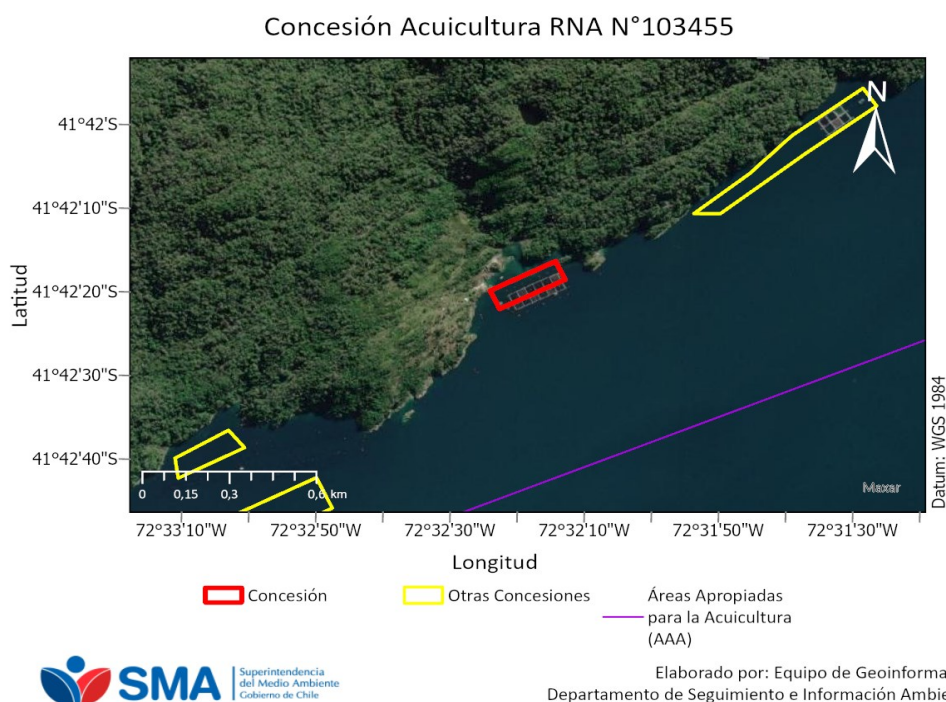 Concesión Acuicultura RNA N°103455
N
41°42'S
41°42'10"S
41°42'20"S
41°42'30"S
41°42'40"S
Latitud
0 0,15 0,3 0,6 km
Maxar
Datum: WGS 1984
72°33'10"W 72°32'50"W 72°32'30"W 72°32'10"W 72°31'50"W 72°31'30"W
Longitud
Concesión
Otras Concesiones
Áreas Apropiadas
para la Acuicultura
(AAA)
SMA
Superintendencia
del Medio Ambiente
Gobierno de Chile
Elaborado por: Equipo de Geoinforma
Departamento de Seguimiento e Información Ambie